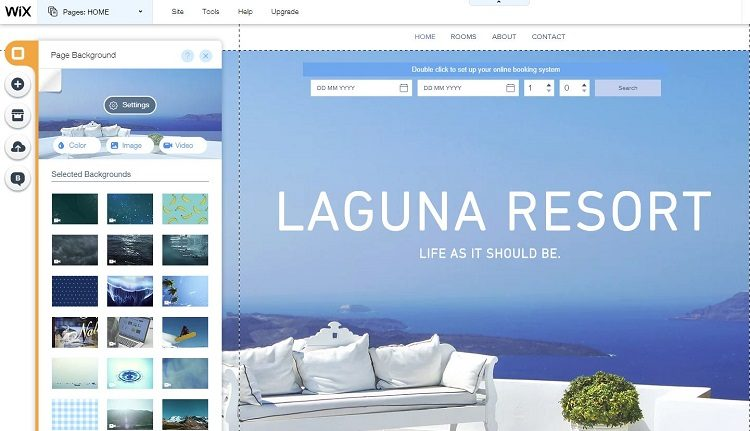 WiX Pages: HOME Site Tools Help Upgrade
HOME ROOMS ABOUT CONTACT
Page Background ?
Double click to set up your online booking system
DD MM YYYY DD MM YYYY 1 0 Search
Settings
Color Image Video
Selected Backgrounds
B
LAGUNA RESORT
LIFE AS IT SHOULD BE.